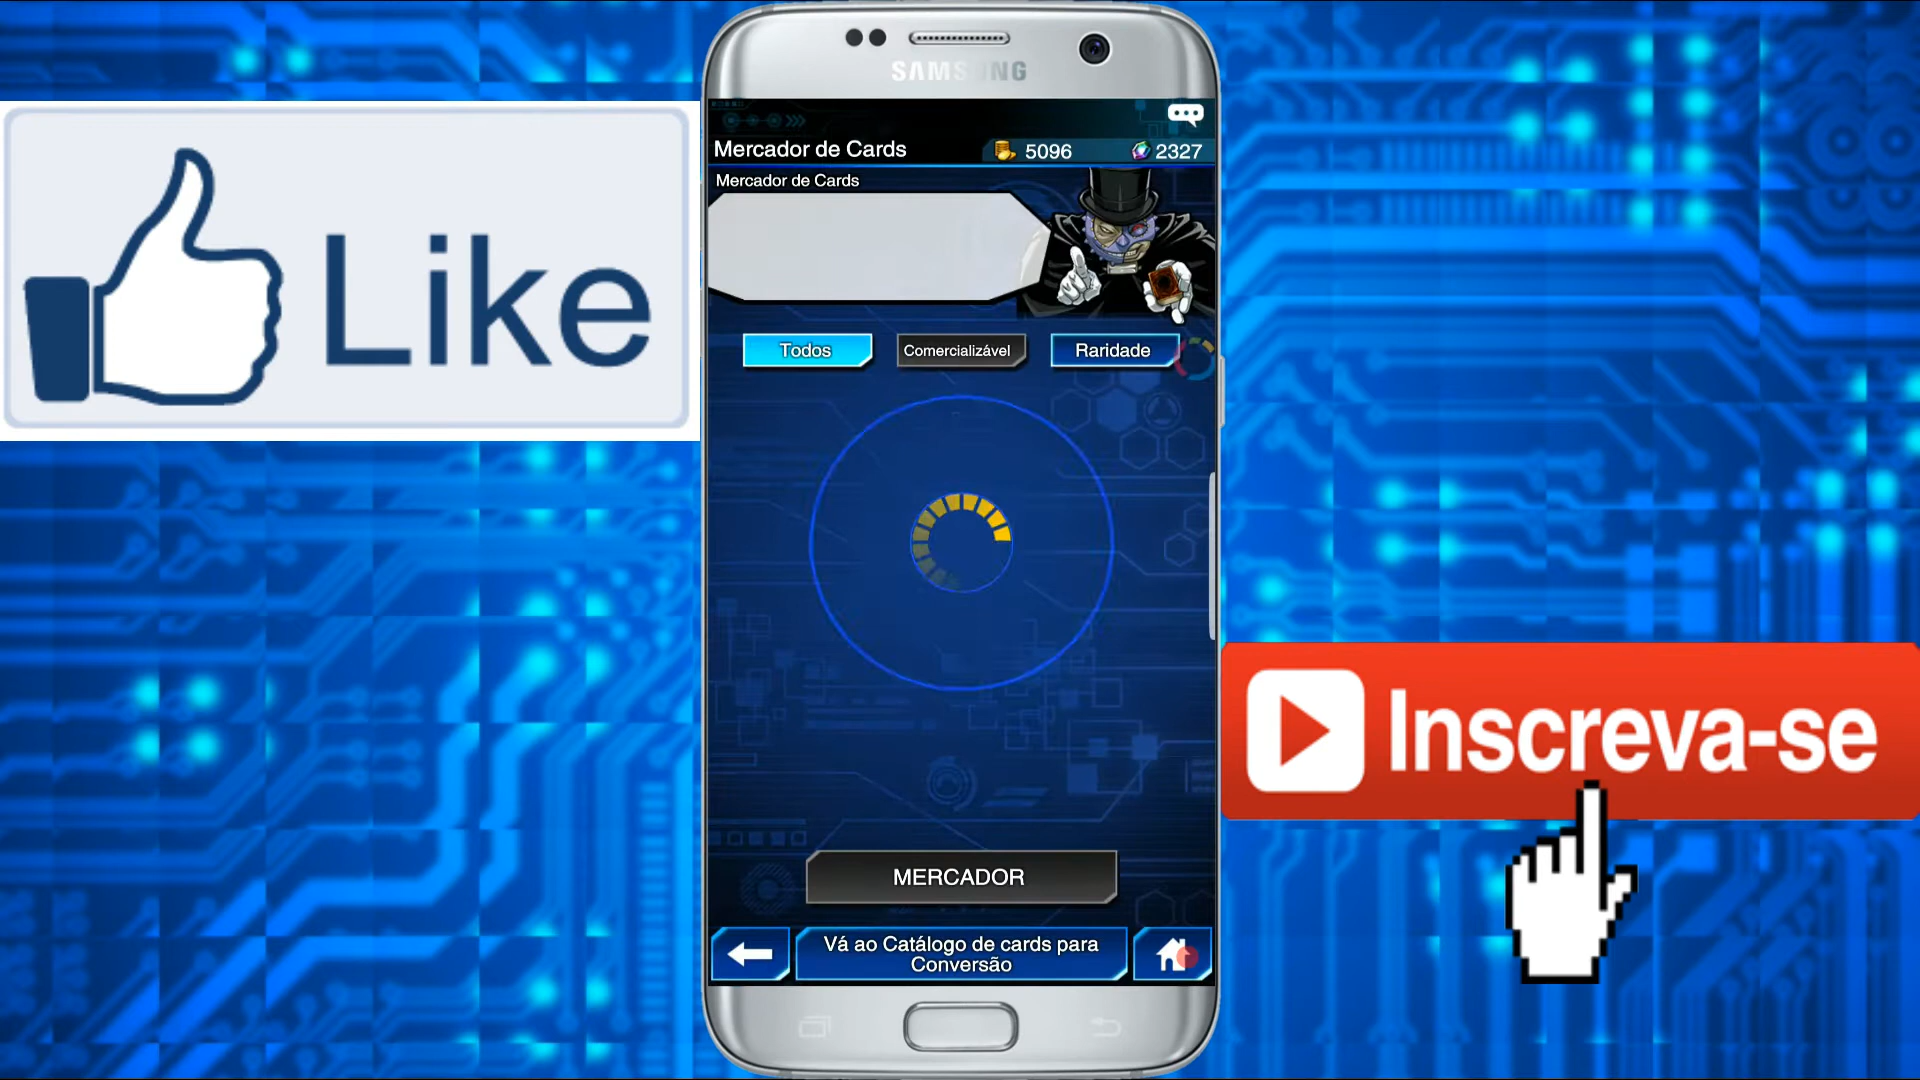 SAMSUNG
Mercador de Cards
5096
2327
Mercador de Cards
Like
Todos
Comercializável
Raridade
Inscreva-se
MERCADOR
Vá ao Catálogo de cards para
Conversão